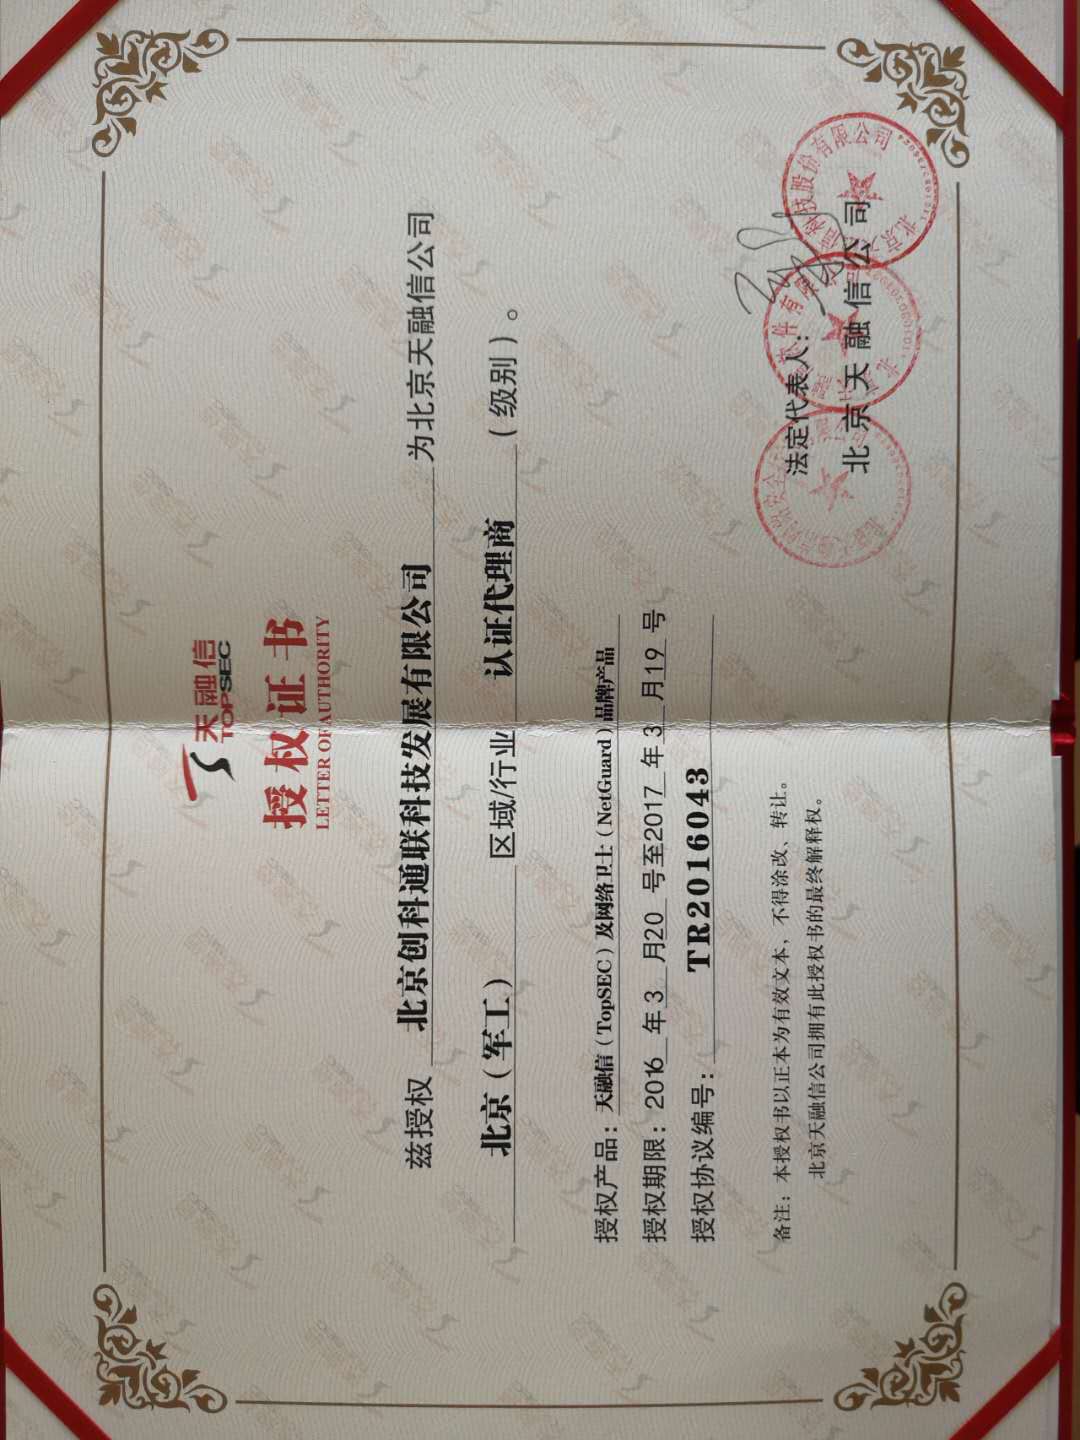 天融信
TOPSEC
授权证书
LETTER OF AUTHORITY
兹授权 北京创科通联科技发展有限公司 为北京天融信公司
北京（军工） 区域/行业 认证代理商 （级别）。
授权产品：天融信（TopSEC）及网络卫士（NetGuard）品牌产品
授权期限：2016 年 3 月20 号至2017 年 3 月19 号
授权协议编号： TR2016043
备注：本授权书以正本为有效文本，不得涂改、转让。
北京天融信公司拥有此授权书的最终解释权。
法定代表人：
北京天融信公司